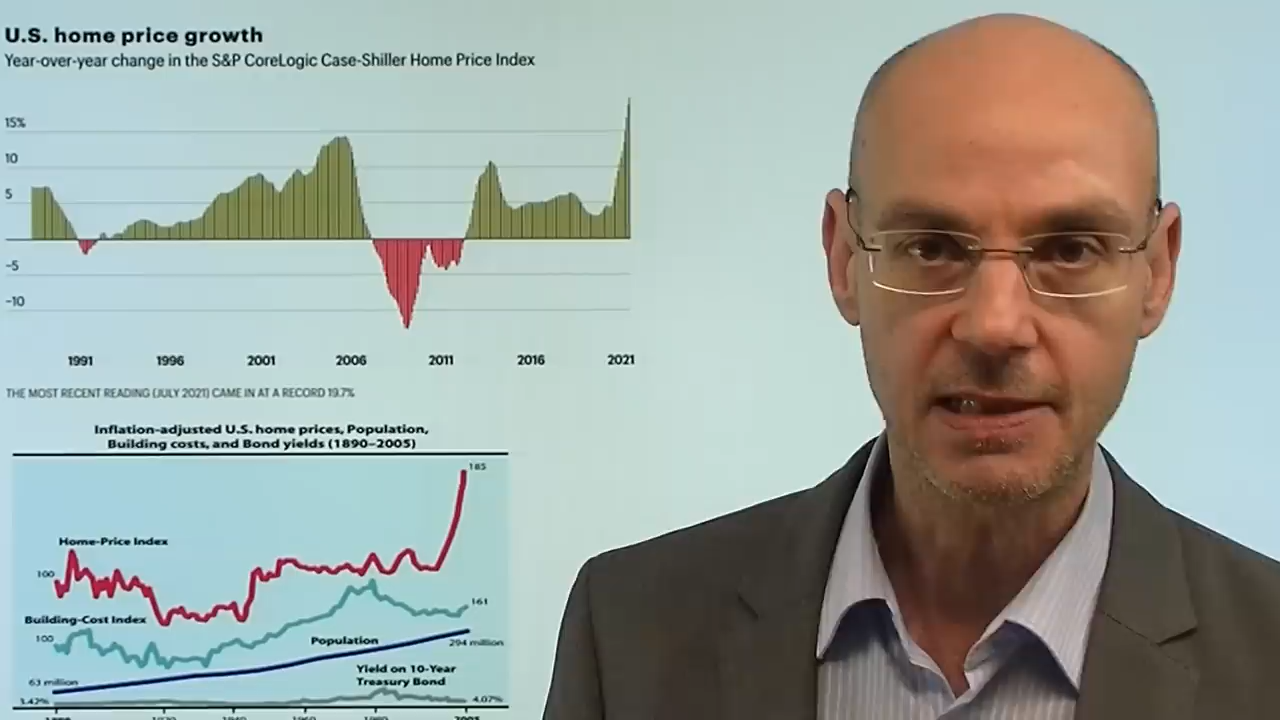 U.S. home price growth
Year-over-year change in the S&P CoreLogic Case-Shiller Home Price Index
15%
10
5
−5
−10
1991 1996 2001 2006 2011 2016 2021
THE MOST RECENT READING (JULY 2021) CAME IN AT A RECORD 19.7%
Inflation-adjusted U.S. home prices, Population,
Building costs, and Bond yields (1890–2005)
185
Home-Price Index
100
161
Building-Cost Index
100
Population
294 million
63 million
Yield on 10-Year
Treasury Bond
3.42%
4.07%
2005